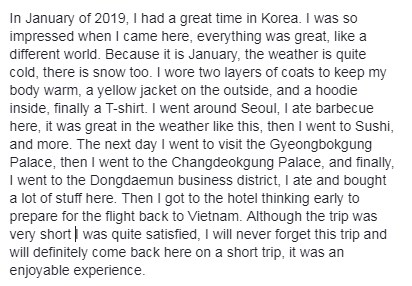 In January of 2019, I had a great time in Korea. I was so
impressed when I came here, everything was great, like a
different world. Because it is January, the weather is quite
cold, there is snow too. I wore two layers of coats to keep my
body warm, a yellow jacket on the outside, and a hoodie
inside, finally a T-shirt. I went around Seoul, I ate barbecue
here, it was great in the weather like this, then I went to Sushi,
and more. The next day I went to visit the Gyeongbokgung
Palace, then I went to the Changdeokgung Palace, and finally,
I went to the Dongdaemun business district, I ate and bought
a lot of stuff here. Then I got to the hotel thinking early to
prepare for the flight back to Vietnam. Although the trip was
very short I was quite satisfied, I will never forget this trip and
will definitely come back here on a short trip, it was an
enjoyable experience.